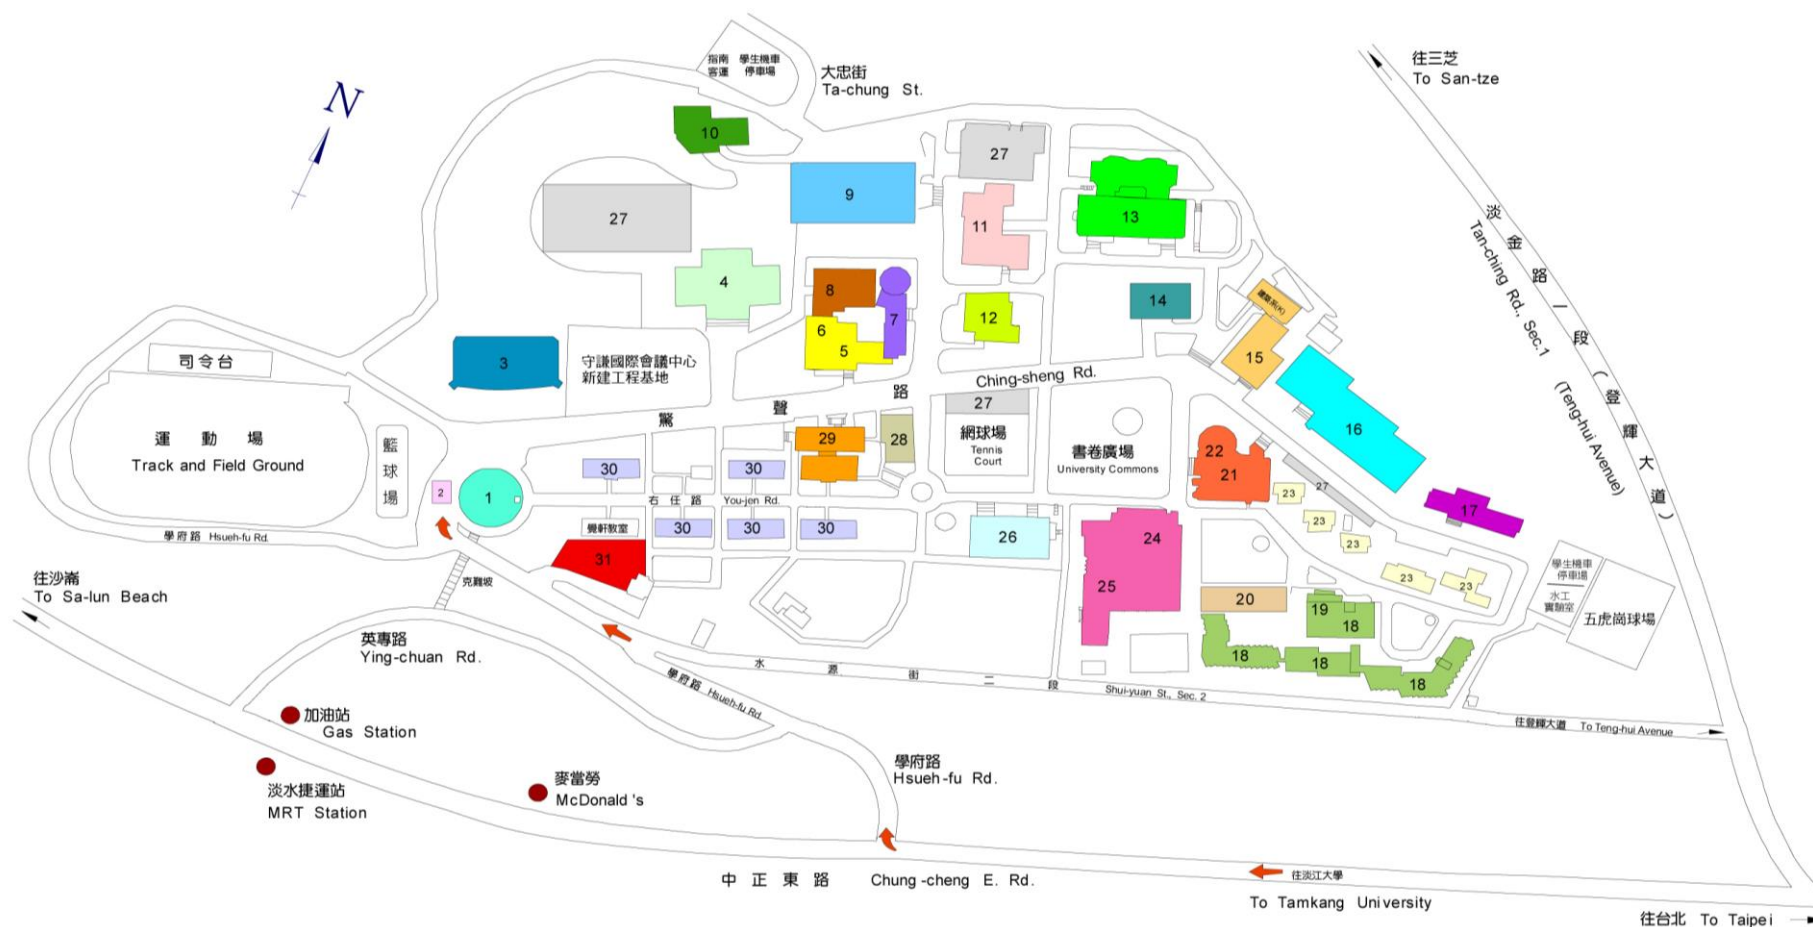 指南 學生機車
客運 停車場
大忠街
Ta-chung St.
往三芝
To San-tze
N
10
27
9
27
11
13
4
8
7
6
5
12
14
建築系(K)
15
16
淡金路一段(登輝大道)
Tan-ching Rd., Sec.1 (Teng-hui Avenue)
司令台
3
守謙國際會議中心
新建工程基地
驚聲路
Ching-sheng Rd.
運動場
Track and Field Ground
籃球場
2
1
30
30
29
28
27
網球場
Tennis
Court
書卷廣場
University Commons
22
21
23
27
23
23
23
23
17
右任路 You-jen Rd.
覺軒教室
30
30
30
26
24
25
31
學府路 Hsueh-fu Rd.
克難坡
往沙崙
To Sa-lun Beach
英專路
Ying-chuan Rd.
學生機車
停車場
水工
實驗室
五虎崗球場
20
19
18
18
18
18
水源街二段 Shui-yuan St., Sec. 2
學府路 Hsueh-fu Rd.
往登輝大道 To Teng-hui Avenue
加油站
Gas Station
淡水捷運站
MRT Station
麥當勞
McDonald's
學府路
Hsueh-fu Rd.
中正東路 Chung-cheng E. Rd.
往淡江大學
To Tamkang University
往台北 To Taipei